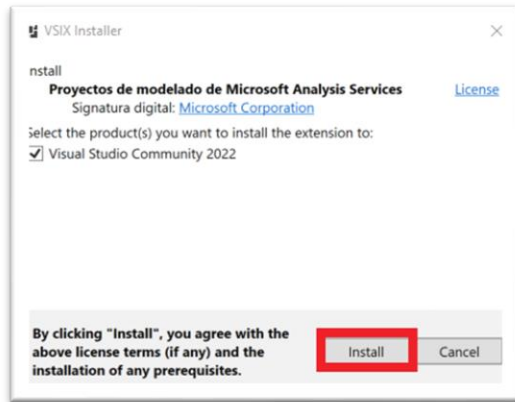 VSIX Installer
nstall
Proyectos de modelado de Microsoft Analysis Services License
Signatura digital: Microsoft Corporation
Select the product(s) you want to install the extension to:
Visual Studio Community 2022
By clicking "Install", you agree with the
above license terms (if any) and the
installation of any prerequisites.
Install Cancel